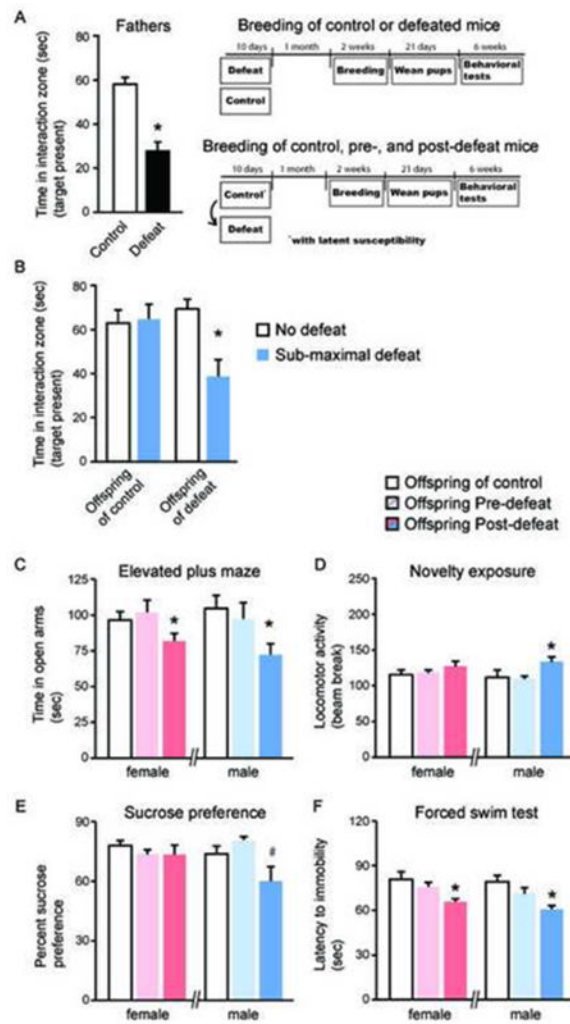 A
Fathers
Time in interaction zone (sec)
(target present)
60
40
20
0
*
Control
Defeat
Breeding of control or defeated mice
10 days 1 month 2 weeks 21 days 6 weeks
Defeat Breeding Wean pups Behavioral
tests
Control
Breeding of control, pre-, and post-defeat mice
10 days 1 month 2 weeks 21 days 6 weeks
Control* Breeding Wean pups Behavioral
tests
Defeat
*with latent susceptibility
B
Time in interaction zone (sec)
(target present)
80
60
40
20
0
*
Offspring
of control
Offspring
of defeat
No defeat
Sub-maximal defeat
Offspring of control
Offspring Pre-defeat
Offspring Post-defeat
C
Elevated plus maze
Time in open arms
(sec)
125
100
75
50
25
0
* *
female male
D
Novelty exposure
Locomotor activity
(beam break)
250
200
150
100
50
0
*
female male
E
Sucrose preference
Percent sucrose
preference
90
60
30
0
#
female male
F
Forced swim test
Latency to immobility
(sec)
120
90
60
30
0
* *
female male